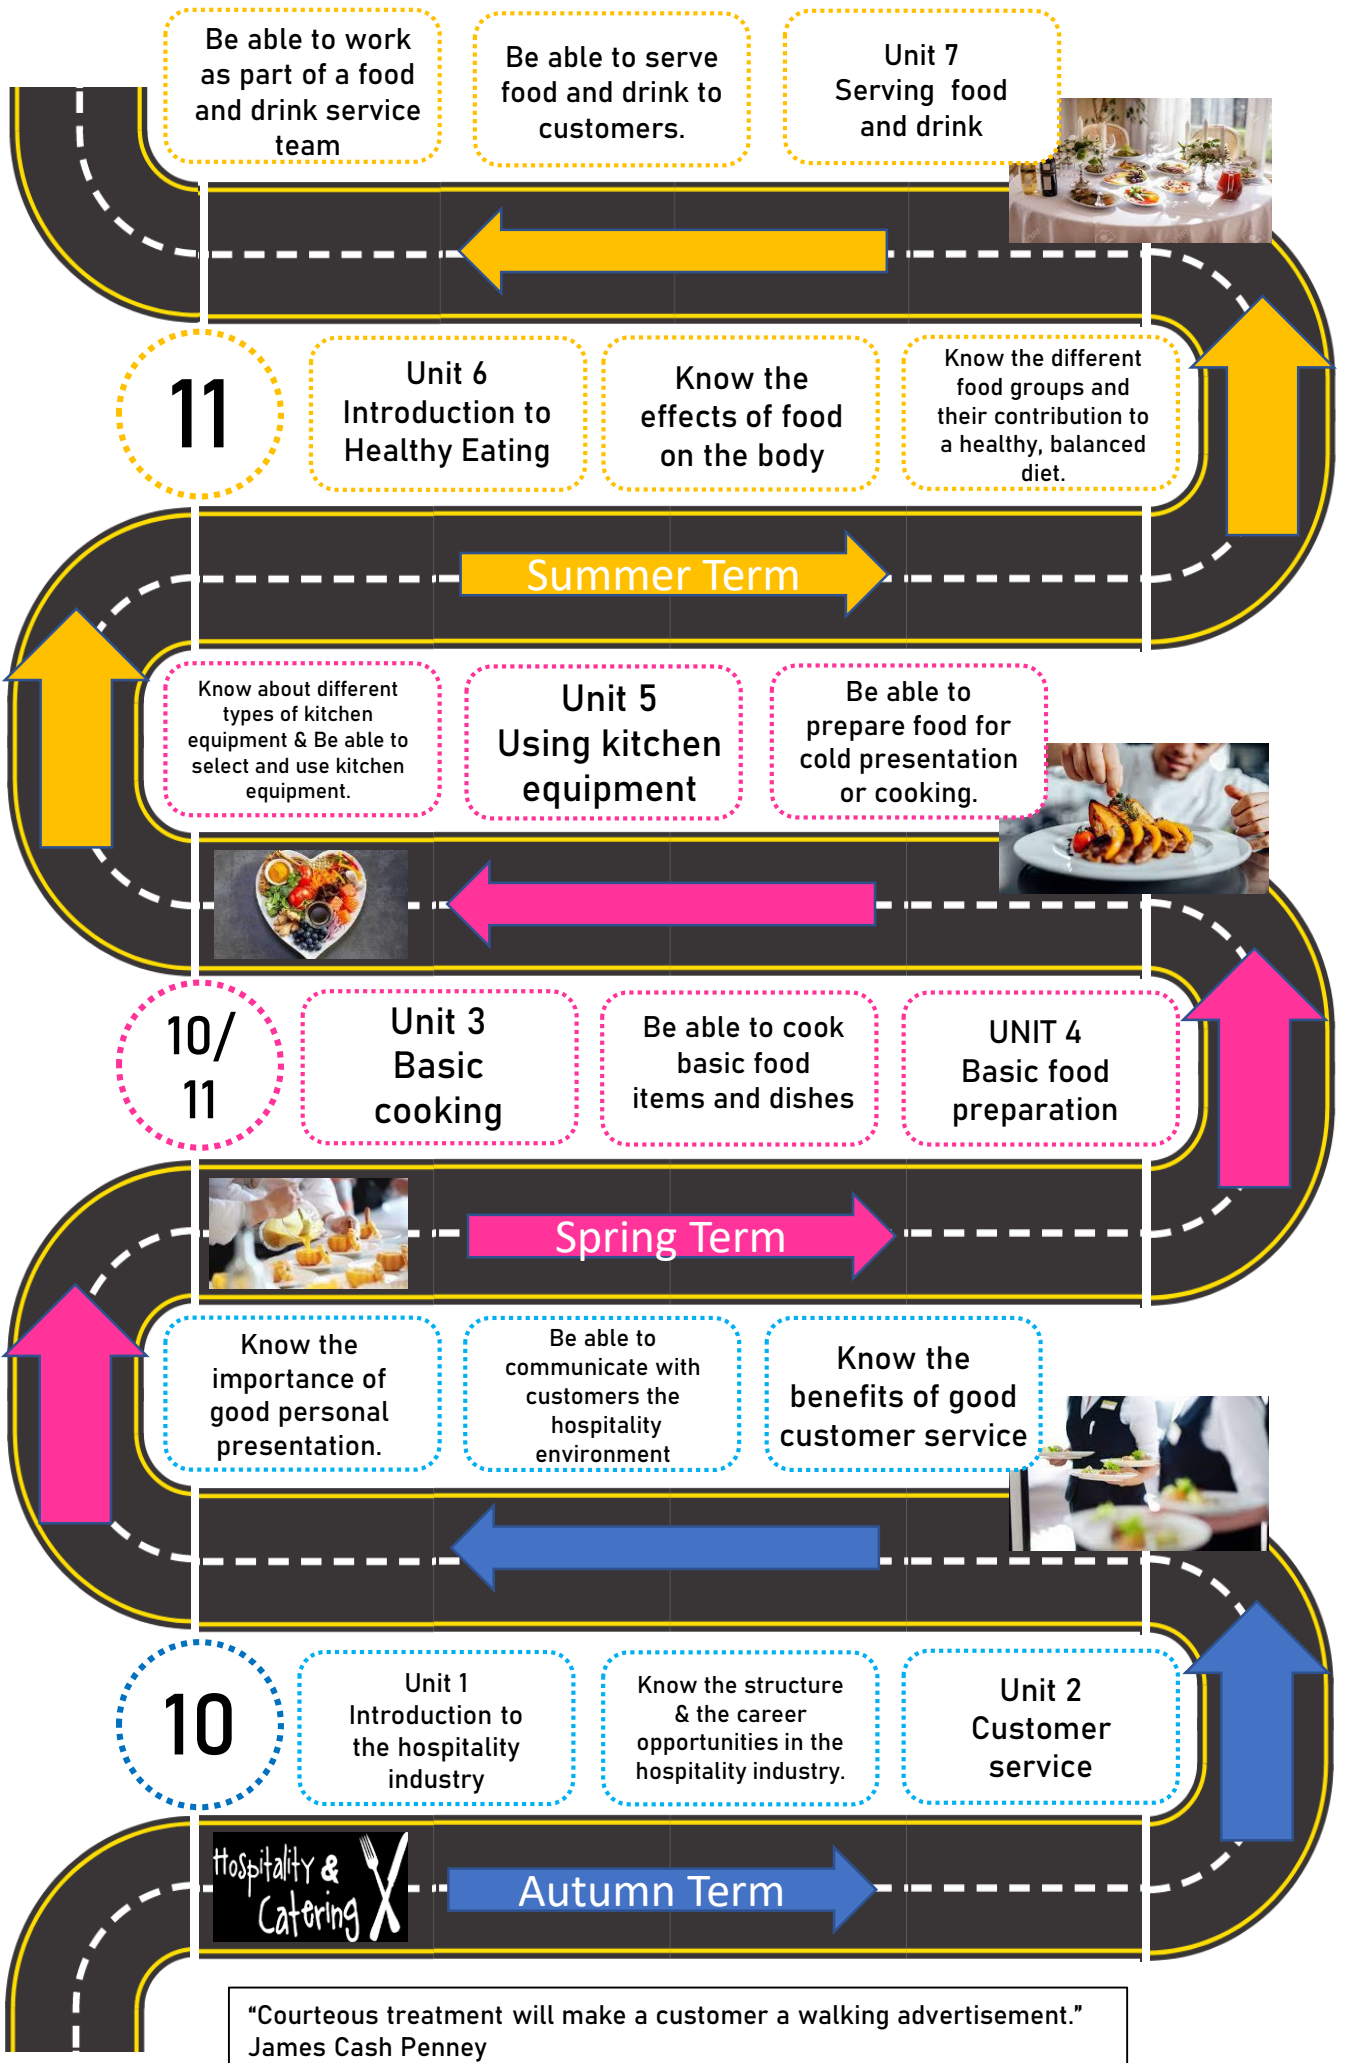 Be able to work
as part of a food
and drink service
team
Be able to serve
food and drink to
customers.
Unit 7
Serving food
and drink
11
Unit 6
Introduction to
Healthy Eating
Know the
effects of food
on the body
Know the different
food groups and
their contribution to
a healthy, balanced
diet.
Summer Term
Know about different
types of kitchen
equipment & Be able to
select and use kitchen
equipment.
Unit 5
Using kitchen
equipment
Be able to
prepare food for
cold presentation
or cooking.
10/
11
Unit 3
Basic
cooking
Be able to cook
basic food
items and dishes
UNIT 4
Basic food
preparation
Spring Term
Know the
importance of
good personal
presentation.
Be able to
communicate with
customers the
hospitality
environment
Know the
benefits of good
customer service
10
Unit 1
Introduction to
the hospitality
industry
Know the structure
& the career
opportunities in the
hospitality industry.
Unit 2
Customer
service
Hospitality &
Catering
Autumn Term
“Courteous treatment will make a customer a walking advertisement.”
James Cash Penney